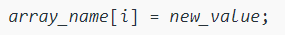 array_name[i] = new_value;